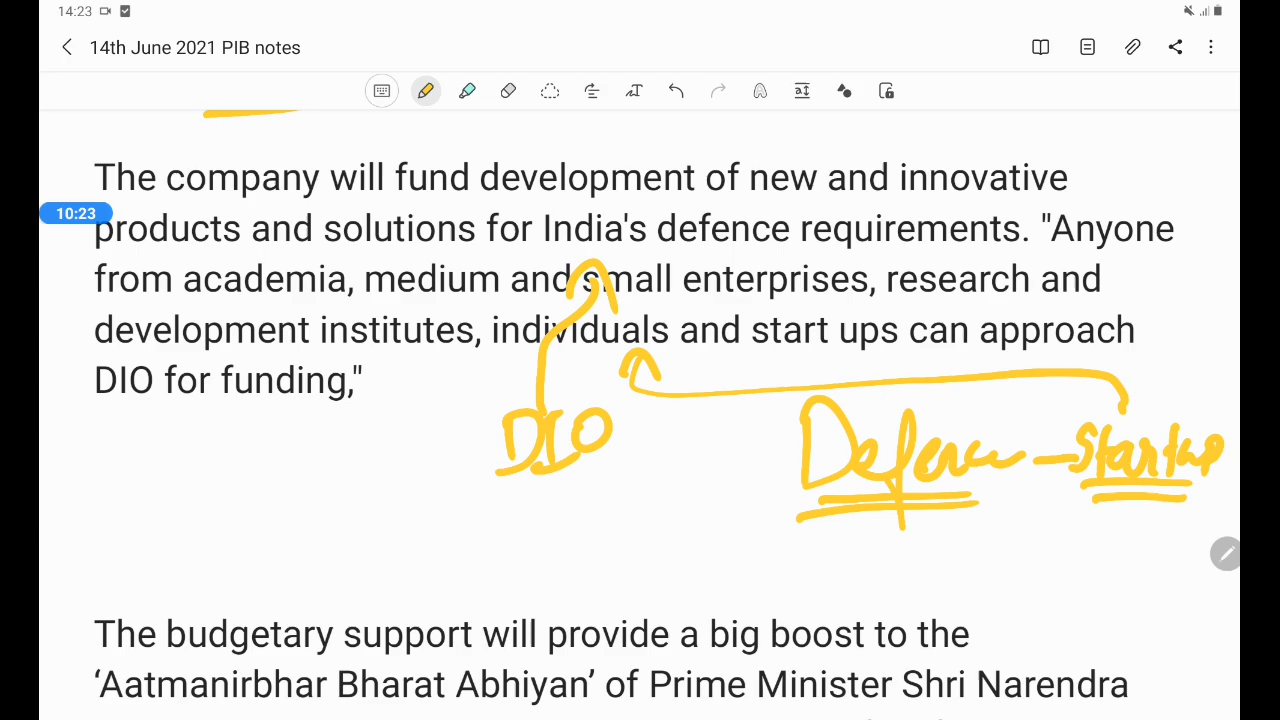 14:23
14th June 2021 PIB notes
The company will fund development of new and innovative
10:23
products and solutions for India's defence requirements. "Anyone
from academia, medium and small enterprises, research and
development institutes, individuals and start ups can approach
DIO for funding,"
DIO
Defence - Startup
The budgetary support will provide a big boost to the
‘Aatmanirbhar Bharat Abhiyan’ of Prime Minister Shri Narendra